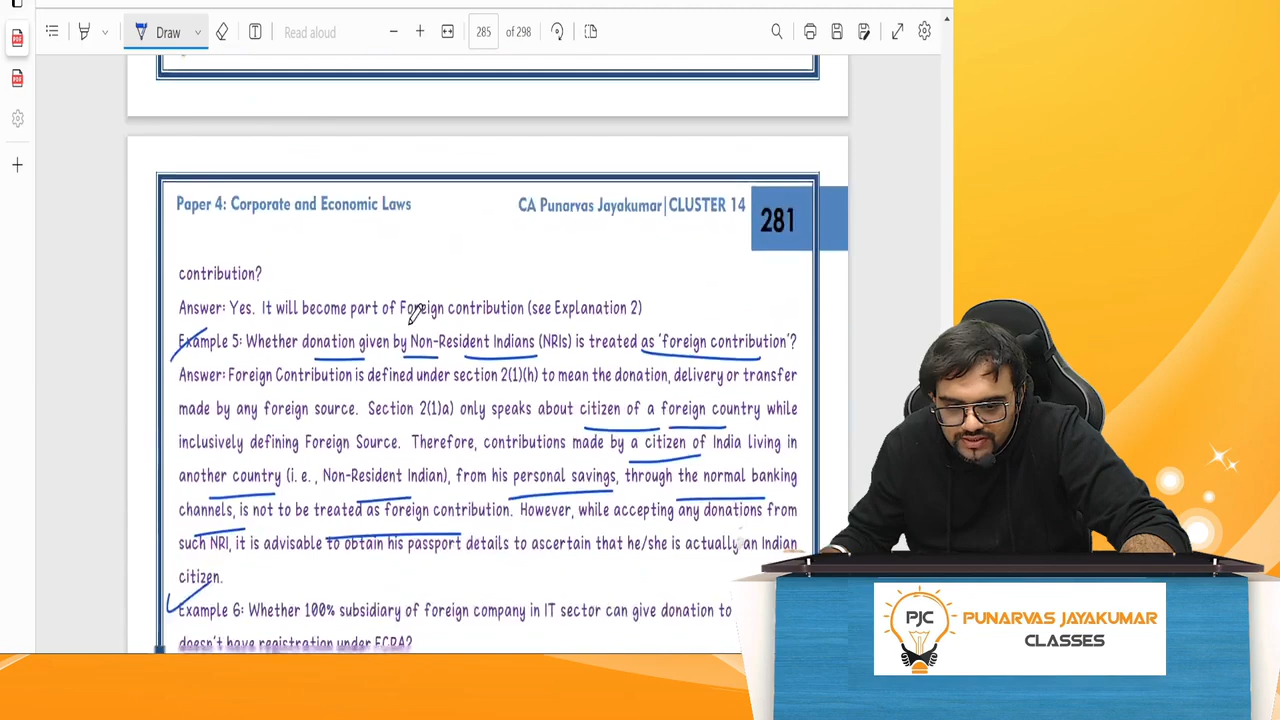 Draw
Read aloud
285
of 298
Paper 4: Corporate and Economic Laws
CA Punarvas Jayakumar|CLUSTER 14
281
contribution?
Answer: Yes. It will become part of Foreign contribution (see Explanation 2)
Example 5: Whether donation given by Non-Resident Indians (NRIs) is treated as 'foreign contribution'?
Answer: Foreign Contribution is defined under section 2(1)(h) to mean the donation, delivery or transfer
made by any foreign source. Section 2(1)a) only speaks about citizen of a foreign country while
inclusively defining Foreign Source. Therefore, contributions made by a citizen of India living in
another country (i. e. , Non-Resident Indian), from his personal savings, through the normal banking
channels, is not to be treated as foreign contribution. However, while accepting any donations from
such NRI, it is advisable to obtain his passport details to ascertain that he/she is actually an Indian
citizen.
Example 6: Whether 100% subsidiary of foreign company in IT sector can give donation to
doesn't have registration under FCRA?
PJC
PUNARVAS JAYAKUMAR
CLASSES